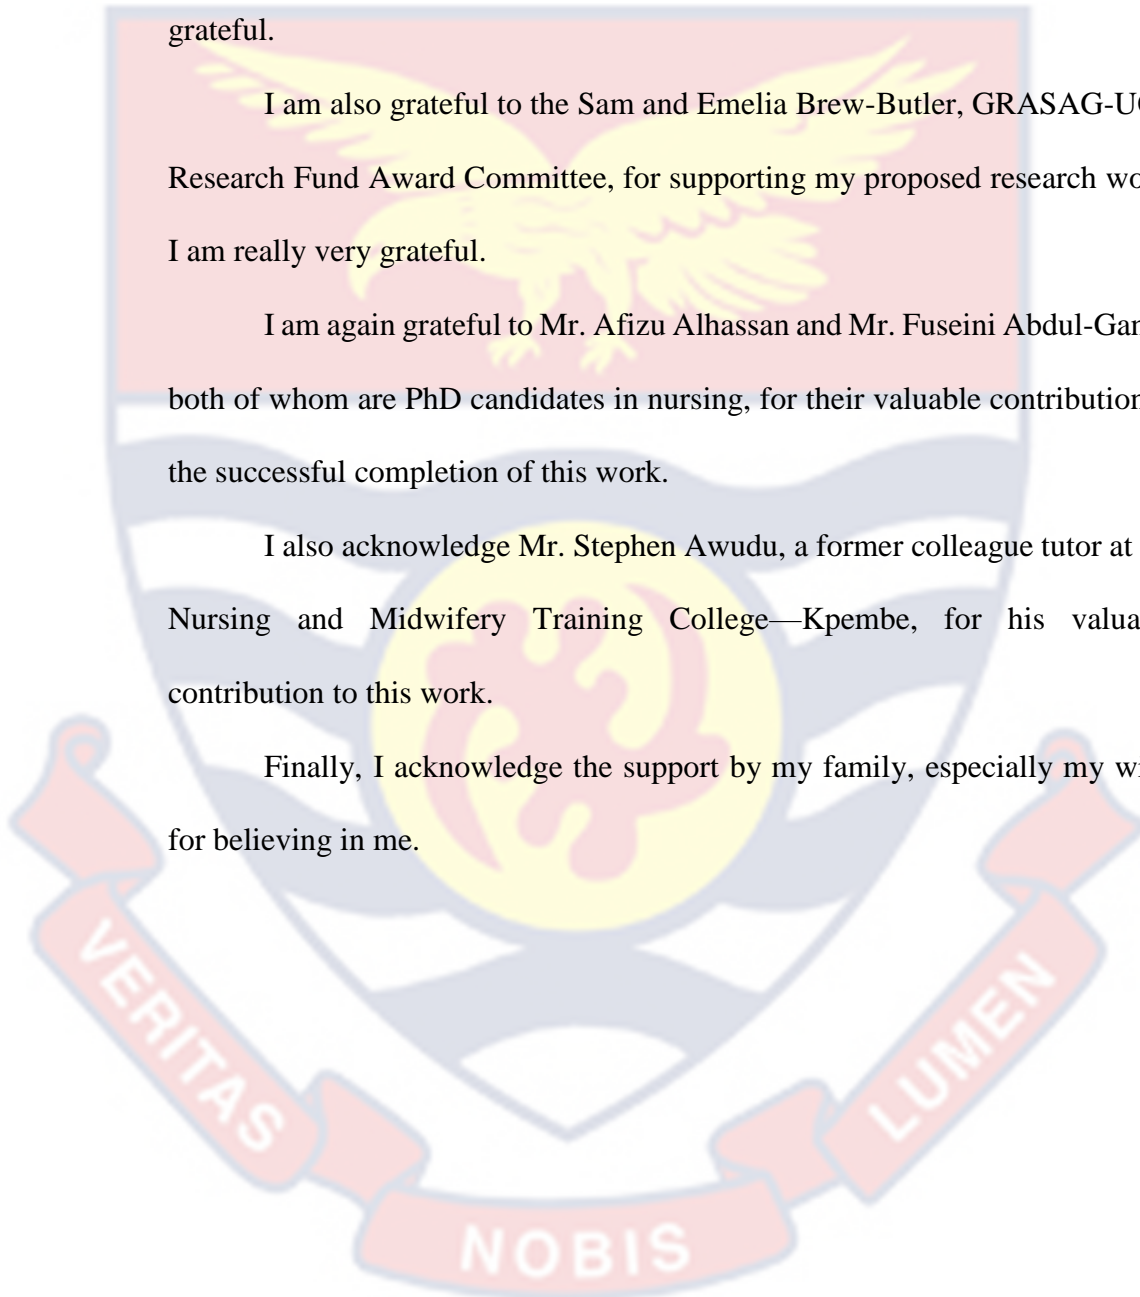 grateful.
I am also grateful to the Sam and Emelia Brew-Butler, GRASAG-U
Research Fund Award Committee, for supporting my proposed research wo
I am really very grateful.
I am again grateful to Mr. Afizu Alhassan and Mr. Fuseini Abdul-Gan
both of whom are PhD candidates in nursing, for their valuable contribution
the successful completion of this work.
I also acknowledge Mr. Stephen Awudu, a former colleague tutor at
Nursing and Midwifery Training College—Kpembe, for his valua
contribution to this work.
Finally, I acknowledge the support by my family, especially my w
for believing in me.
VERITAS
NOBIS
LUMEN